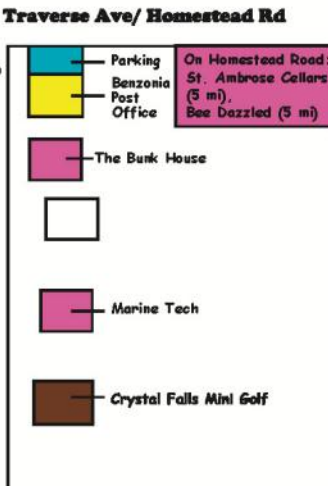 Traverse Ave/ Homestead Rd
Parking
Benzonia
Post
Office
On Homestead Road:
St. Ambrose Cellars
(5 mi),
Bee Dazzled (5 mi)
The Bunk House
Marine Tech
Crystal Falls Mini Golf